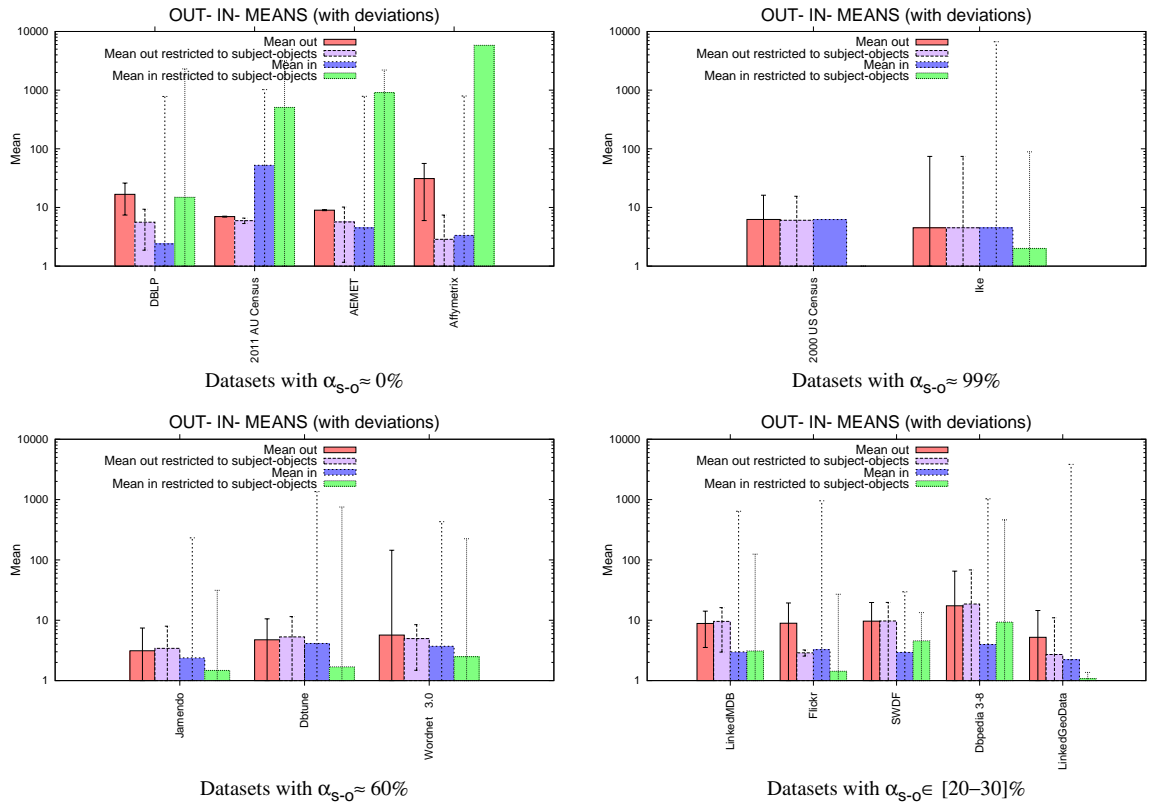 OUT- IN- MEANS (with deviations)
10000
1000
100
10
1
Mean
Mean out
Mean out restricted to subject-objects
Mean in
Mean in restricted to subject-objects
DBLP
2011 AU Census
AEMET
Affymetrix
Datasets with αs-o≈ 0%
OUT- IN- MEANS (with deviations)
10000
1000
100
10
1
Mean
Mean out
Mean out restricted to subject-objects
Mean in
Mean in restricted to subject-objects
2000 US Census
Ike
Datasets with αs-o≈ 99%
OUT- IN- MEANS (with deviations)
10000
1000
100
10
1
Mean
Mean out
Mean out restricted to subject-objects
Mean in
Mean in restricted to subject-objects
Jamendo
Dbtune
Wordnet 3.0
Datasets with αs-o≈ 60%
OUT- IN- MEANS (with deviations)
10000
1000
100
10
1
Mean
Mean out
Mean out restricted to subject-objects
Mean in
Mean in restricted to subject-objects
LinkedMDB
Flickr
SWDF
Dbpedia 3-8
LinkedGeoData
Datasets with αs-o∈ [20−30]%